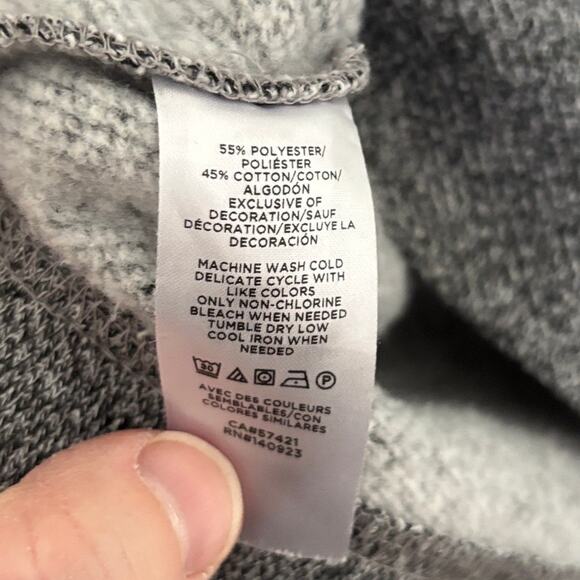 55% POLYESTER/
POLIÉSTER
45% COTTON/COTON/
ALGODÓN
EXCLUSIVE OF
DECORATION/SAUF
DÉCORATION/EXCLUYE LA
DECORACIÓN
MACHINE WASH COLD
DELICATE CYCLE WITH
LIKE COLORS
ONLY NON-CHLORINE
BLEACH WHEN NEEDED
TUMBLE DRY LOW
COOL IRON WHEN
NEEDED
30 P
AVEC DES COULEURS
SEMBLABLES/CON
COLORES SIMILARES
CA#57421
RN#140923